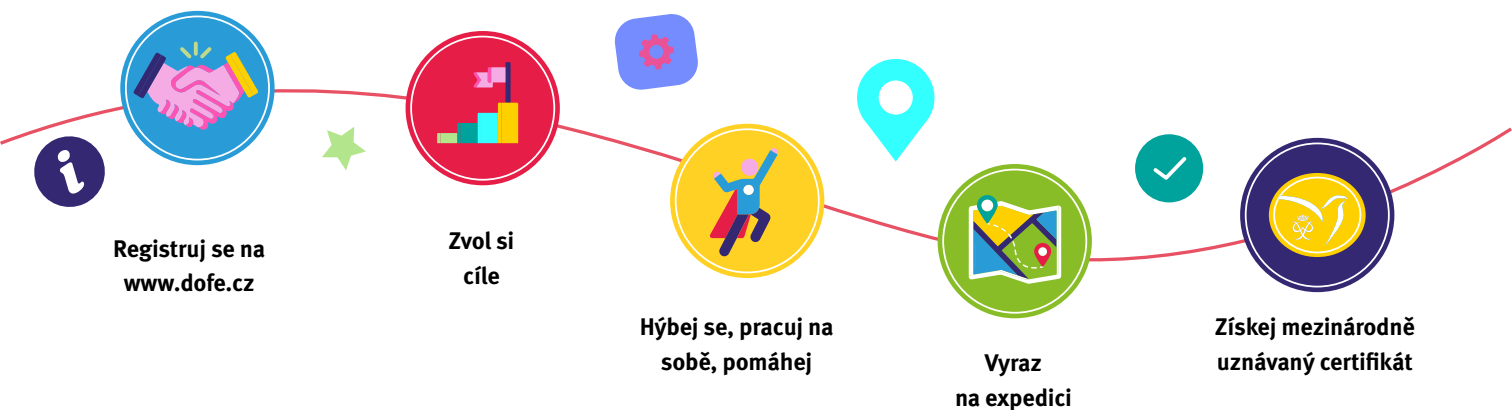 Registruj se na
www.dofe.cz
Zvol si
cíle
Hýbej se, pracuj na
sobě, pomáhej
Vyraz
na expedici
Získej mezinárodně
uznávaný certifikát